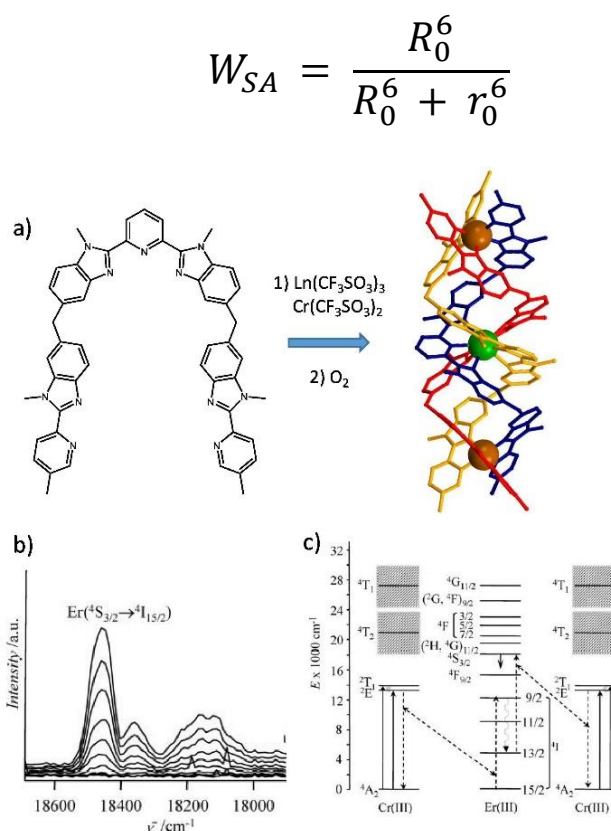 W_SA = R_0^6 / (R_0^6 + r_0^6)
a)
N N N N N
1) Ln(CF₃SO₃)₃
Cr(CF₃SO₃)₂
2) O₂
N N N N
N N
b)
Er(⁴S₃/₂→⁴I₁₅/₂)
Intensity/a.u.
18600 18400 18200 18000
ν̃ /cm⁻¹
c)
E x 1000 cm⁻¹
32
28
24
20
16
12
8
4
0
⁴T₁
⁴T₂
²T₁
²E
⁴A₂
Cr(III)
⁴G₁₁/₂
(²G, ⁴F)₉/₂
⁴F
3/2
5/2
7/2
(²H, ⁴G)₁₁/₂
⁴S₃/₂
⁴F₉/₂
9/2
11/2
13/2
15/2
⁴I
Er(III)
⁴T₁
⁴T₂
²T₁
²E
⁴A₂
Cr(III)